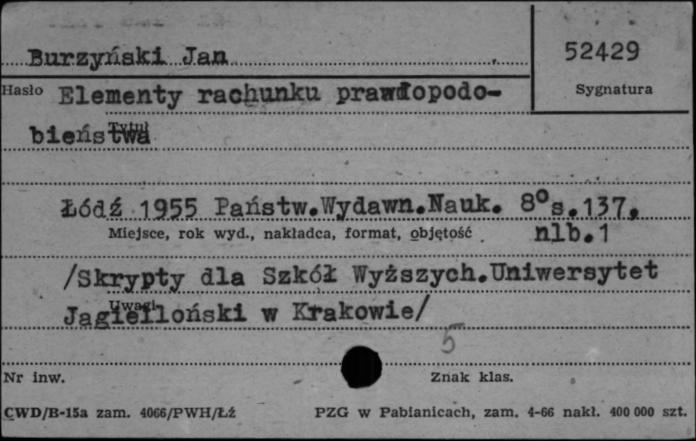 Burzyński Jan
52429
Hasło
Sygnatura
Elementy rachunku prawdopodo-
bieństwa
Tytuł
Łódź 1955 Państw.Wydawn.Nauk. 8° s.137,
Miejsce, rok wyd., nakładca, format, objętość
nlb.1
/Skrypty dla Szkół Wyższych.Uniwersytet
Uwagi
Jagielloński w Krakowie/
5
Nr inw.
Znak klas.
CWD/B-15a zam. 4066/PWH/Łź
PZG w Pabianicach, zam. 4-66 nakł. 400 000 szt.